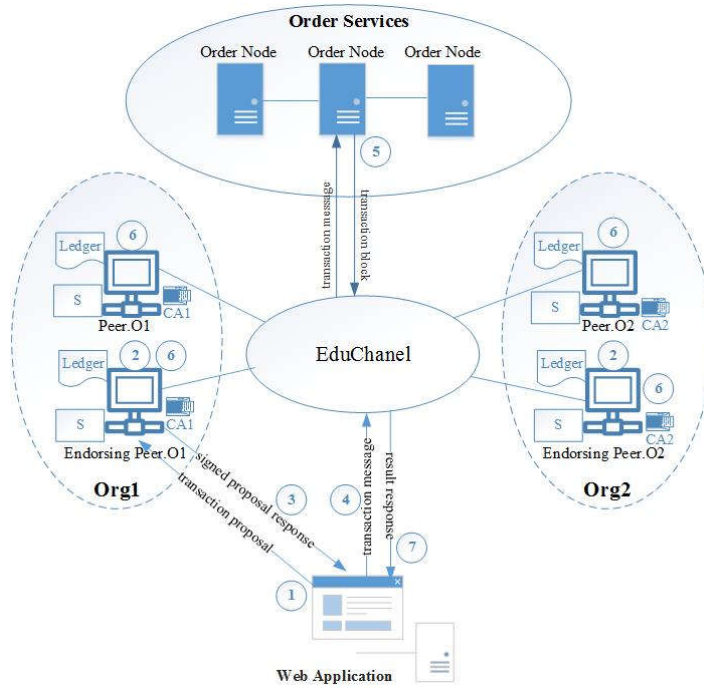 Order Services
Order Node
Order Node
Order Node
5
transaction message
transaction block
6
Ledger
S
CA1
Peer.O1
2
6
Ledger
S
CA1
Endorsing Peer.O1
Org1
EduChanel
6
Ledger
S
CA2
Peer.O2
2
Ledger
6
S
CA2
Endorsing Peer.O2
Org2
signed proposal response
transaction proposal
3
4
transaction message
result response
7
1
Web Application